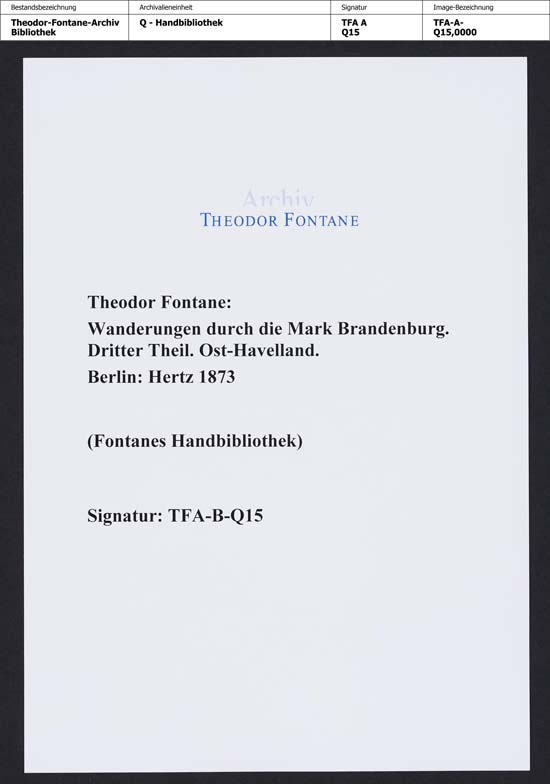 Bestandsbezeichnung Archivalieneinheit Signatur Image-Bezeichnung
Theodor-Fontane-Archiv Q - Handbibliothek TFA A TFA-A-
Bibliothek Q15 Q15,0000
Archiv
THEODOR FONTANE
Theodor Fontane:
Wanderungen durch die Mark Brandenburg.
Dritter Theil. Ost-Havelland.
Berlin: Hertz 1873
(Fontanes Handbibliothek)
Signatur: TFA-B-Q15